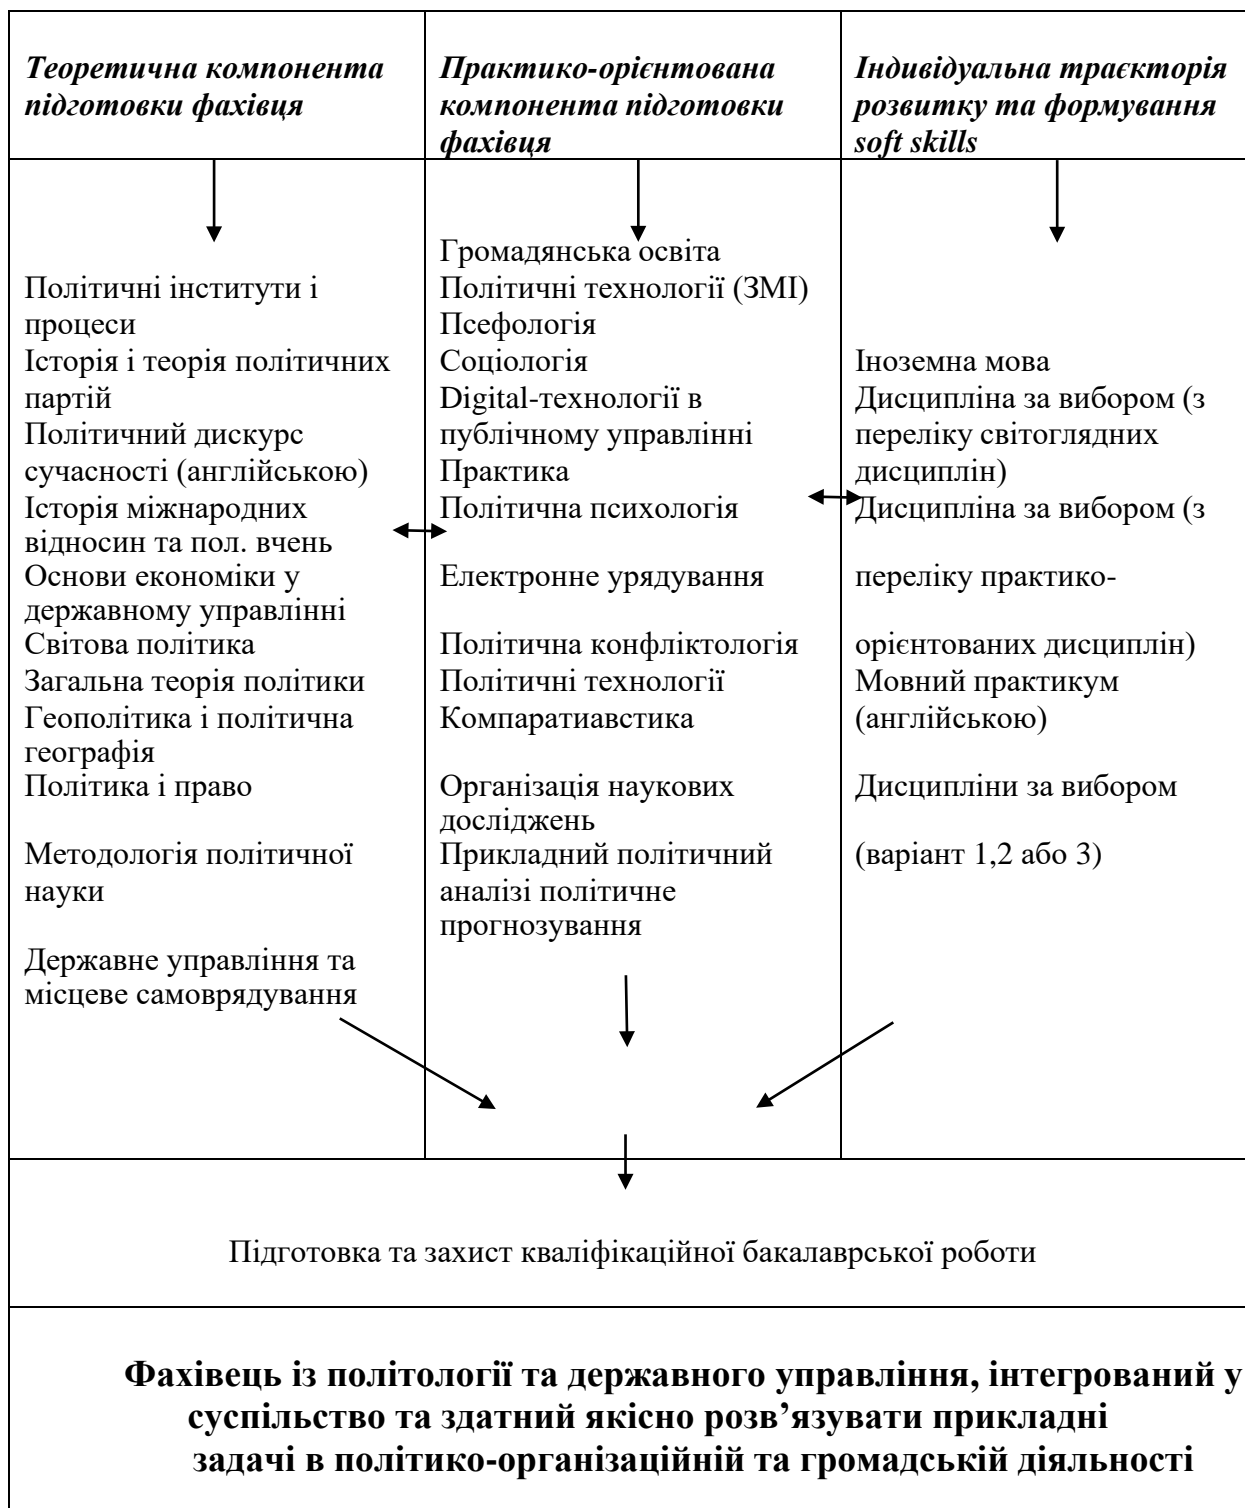 Теоретична компонента
підготовки фахівця
Практико-орієнтована
компонента підготовки
фахівця
Індивідуальна траєкторія
розвитку та формування
soft skills
Політичні інститути і
процеси
Історія і теорія політичних
партій
Політичний дискурс
сучасності (англійською)
Історія міжнародних
відносин та пол. вчень
Основи економіки у
державному управлінні
Світова політика
Загальна теорія політики
Геополітика і політична
географія
Політика і право
Методологія політичної
науки
Державне управління та
місцеве самоврядування
Громадянська освіта
Політичні технології (ЗМІ)
Псефологія
Соціологія
Digital-технології в
публічному управлінні
Практика
Політична психологія
Електронне урядування
Політична конфліктологія
Політичні технології
Компаратиавстика
Організація наукових
досліджень
Прикладний політичний
аналізі політичне
прогнозування
Іноземна мова
Дисципліна за вибором (з
переліку світоглядних
дисциплін)
Дисципліна за вибором (з
переліку практико-
орієнтованих дисциплін)
Мовний практикум
(англійською)
Дисципліни за вибором
(варіант 1,2 або 3)
Підготовка та захист кваліфікаційної бакалаврської роботи
Фахівець із політології та державного управління, інтегрований у
суспільство та здатний якісно розв’язувати прикладні
задачі в політико-організаційній та громадській діяльності